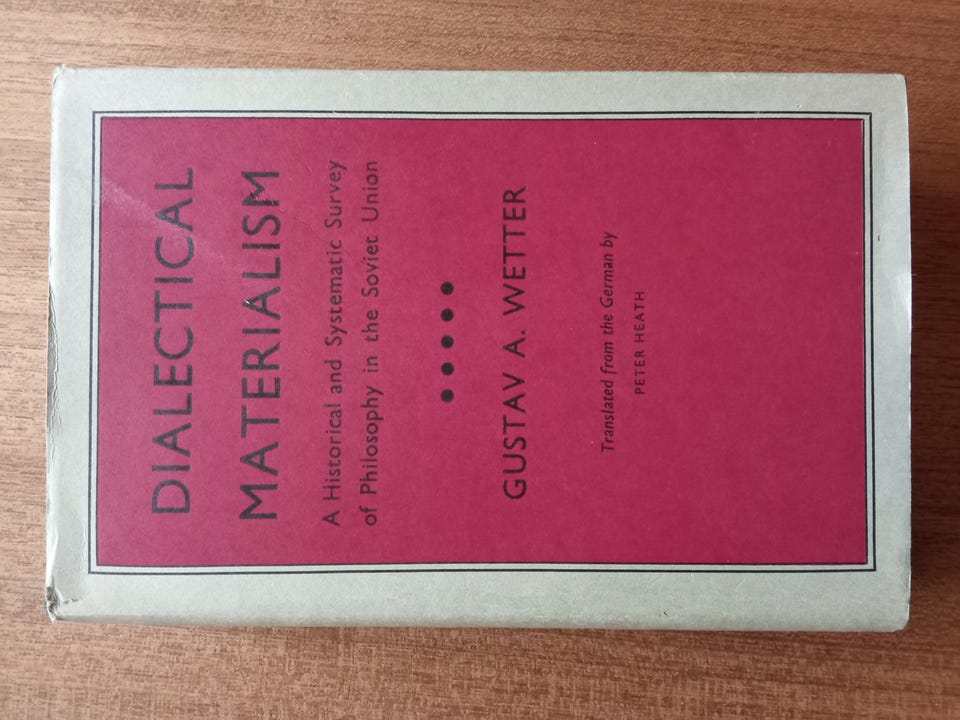 DIALECTICAL
MATERIALISM
A Historical and Systematic Survey
of Philosophy in the Soviet Union
GUSTAV A. WETTER
Translated from the German by
PETER HEATH